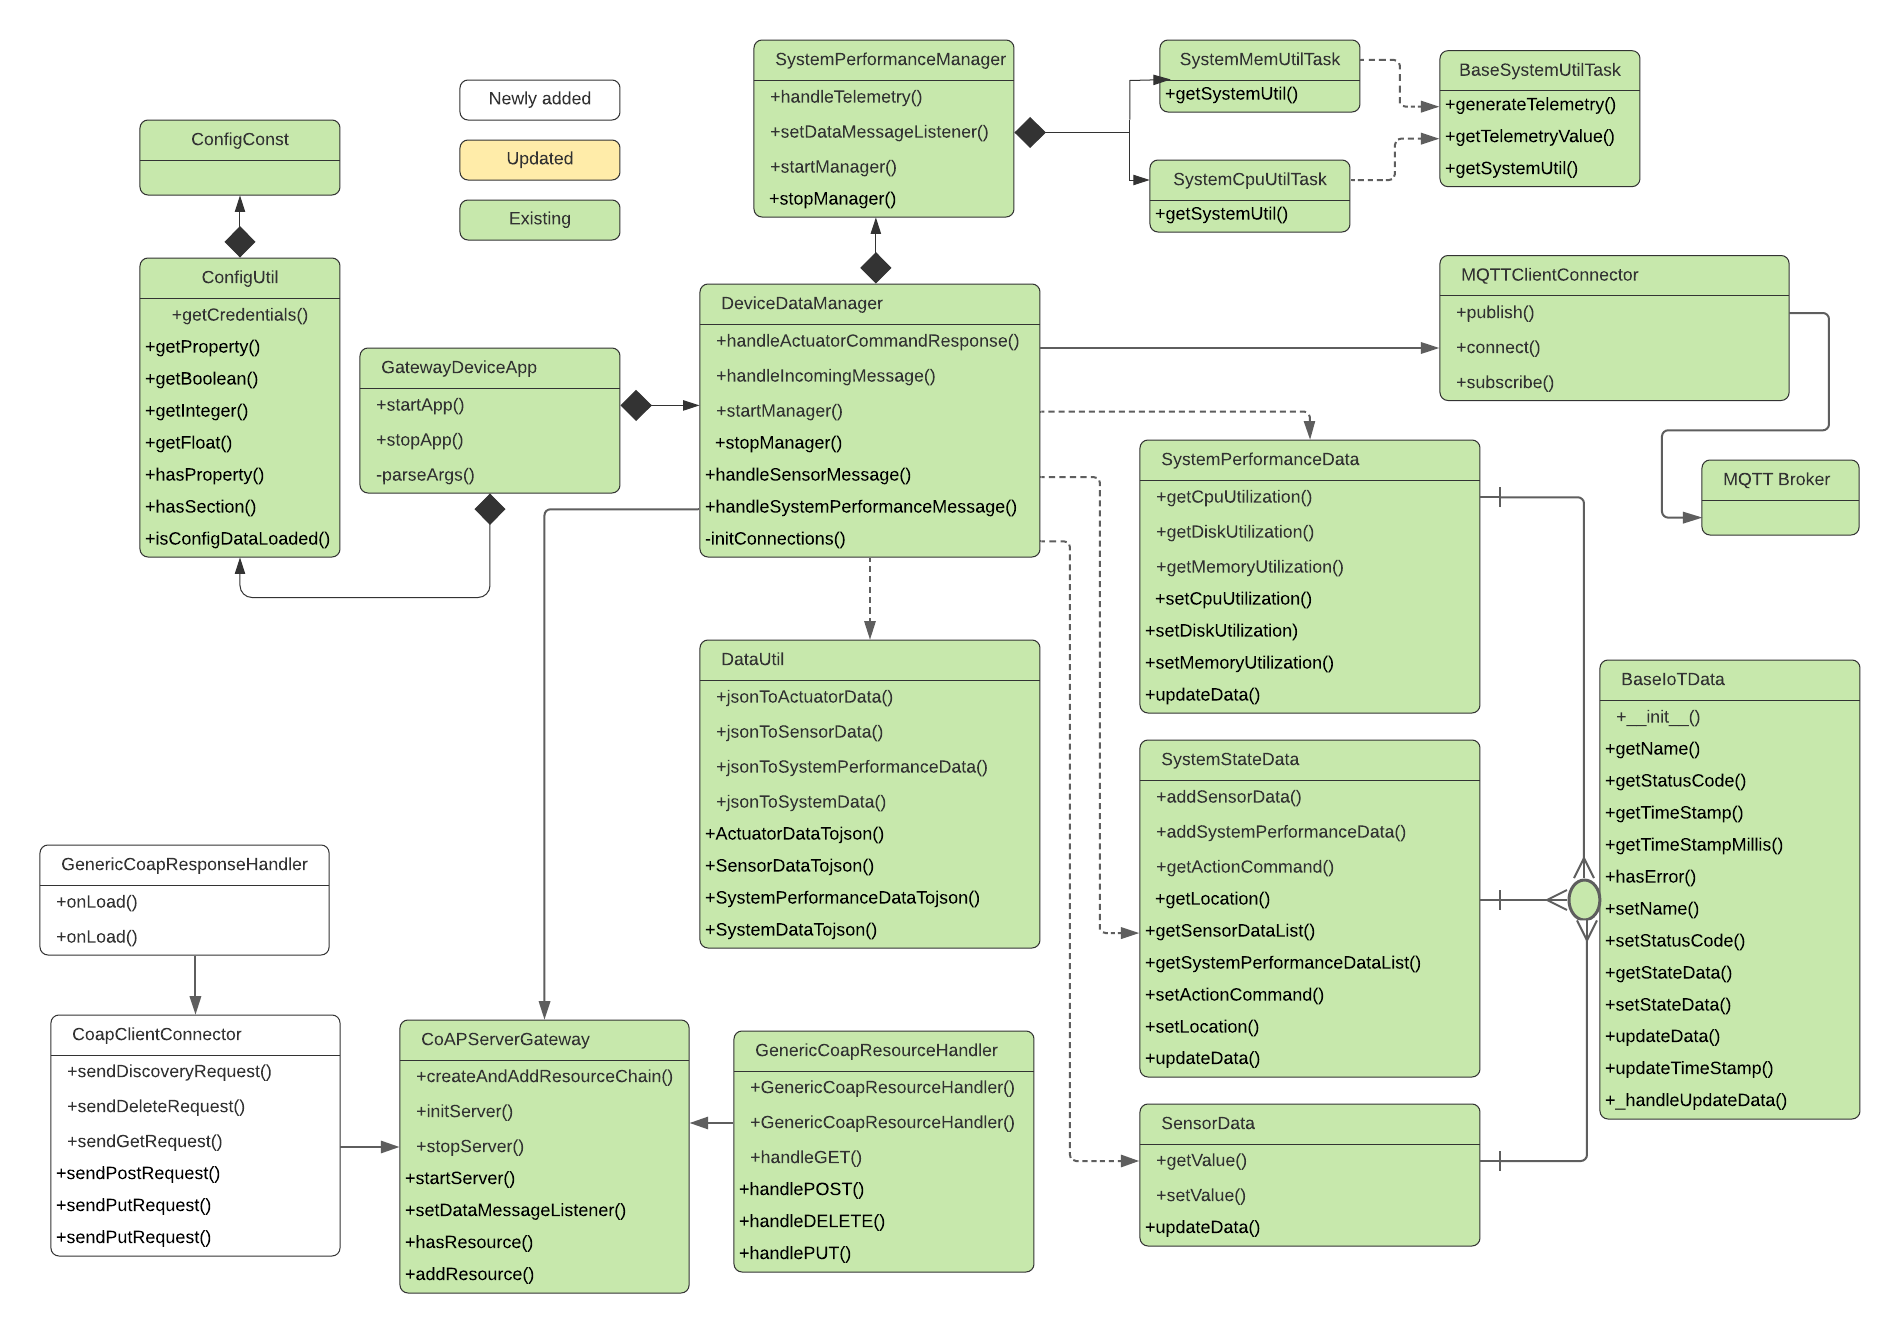 Newly added
Updated
Existing
ConfigConst
ConfigUtil
+getCredentials()
+getProperty()
+getBoolean()
+getInteger()
+getFloat()
+hasProperty()
+hasSection()
+isConfigDataLoaded()
GatewayDeviceApp
+startApp()
+stopApp()
-parseArgs()
SystemPerformanceManager
+handleTelemetry()
+setDataMessageListener()
+startManager()
+stopManager()
SystemMemUtilTask
+getSystemUtil()
SystemCpuUtilTask
+getSystemUtil()
BaseSystemUtilTask
+generateTelemetry()
+getTelemetryValue()
+getSystemUtil()
DeviceDataManager
+handleActuatorCommandResponse()
+handleIncomingMessage()
+startManager()
+stopManager()
+handleSensorMessage()
+handleSystemPerformanceMessage()
-initConnections()
MQTTClientConnector
+publish()
+connect()
+subscribe()
MQTT Broker
SystemPerformanceData
+getCpuUtilization()
+getDiskUtilization()
+getMemoryUtilization()
+setCpuUtilization()
+setDiskUtilization)
+setMemoryUtilization()
+updateData()
DataUtil
+jsonToActuatorData()
+jsonToSensorData()
+jsonToSystemPerformanceData()
+jsonToSystemData()
+ActuatorDataTojson()
+SensorDataTojson()
+SystemPerformanceDataTojson()
+SystemDataTojson()
SystemStateData
+addSensorData()
+addSystemPerformanceData()
+getActionCommand()
+getLocation()
+getSensorDataList()
+getSystemPerformanceDataList()
+setActionCommand()
+setLocation()
+updateData()
BaseIoTData
+__init__()
+getName()
+getStatusCode()
+getTimeStamp()
+getTimeStampMillis()
+hasError()
+setName()
+setStatusCode()
+getStateData()
+setStateData()
+updateData()
+updateTimeStamp()
+_handleUpdateData()
GenericCoapResponseHandler
+onLoad()
+onLoad()
CoapClientConnector
+sendDiscoveryRequest()
+sendDeleteRequest()
+sendGetRequest()
+sendPostRequest()
+sendPutRequest()
+sendPutRequest()
CoAPServerGateway
+createAndAddResourceChain()
+initServer()
+stopServer()
+startServer()
+setDataMessageListener()
+hasResource()
+addResource()
GenericCoapResourceHandler
+GenericCoapResourceHandler()
+GenericCoapResourceHandler()
+handleGET()
+handlePOST()
+handleDELETE()
+handlePUT()
SensorData
+getValue()
+setValue()
+updateData()